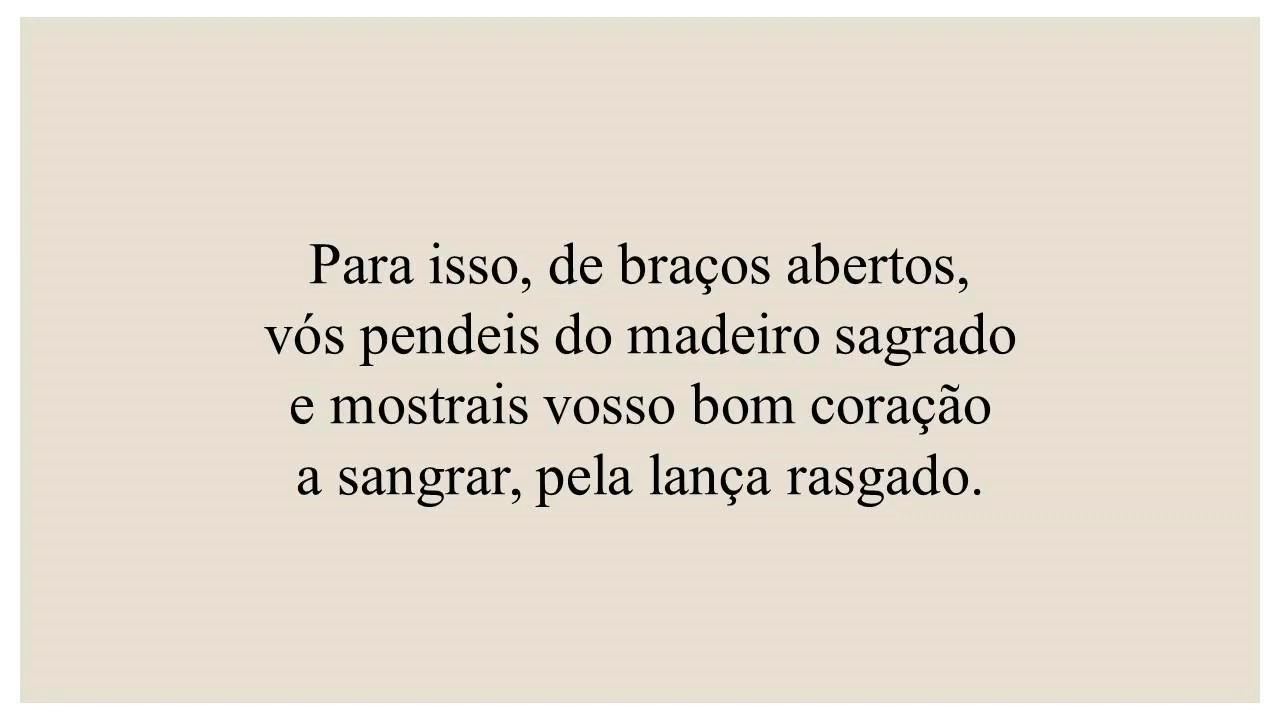 Para isso, de braços abertos,
vós pendeis do madeiro sagrado
e mostrais vosso bom coração
a sangrar, pela lança rasgado.